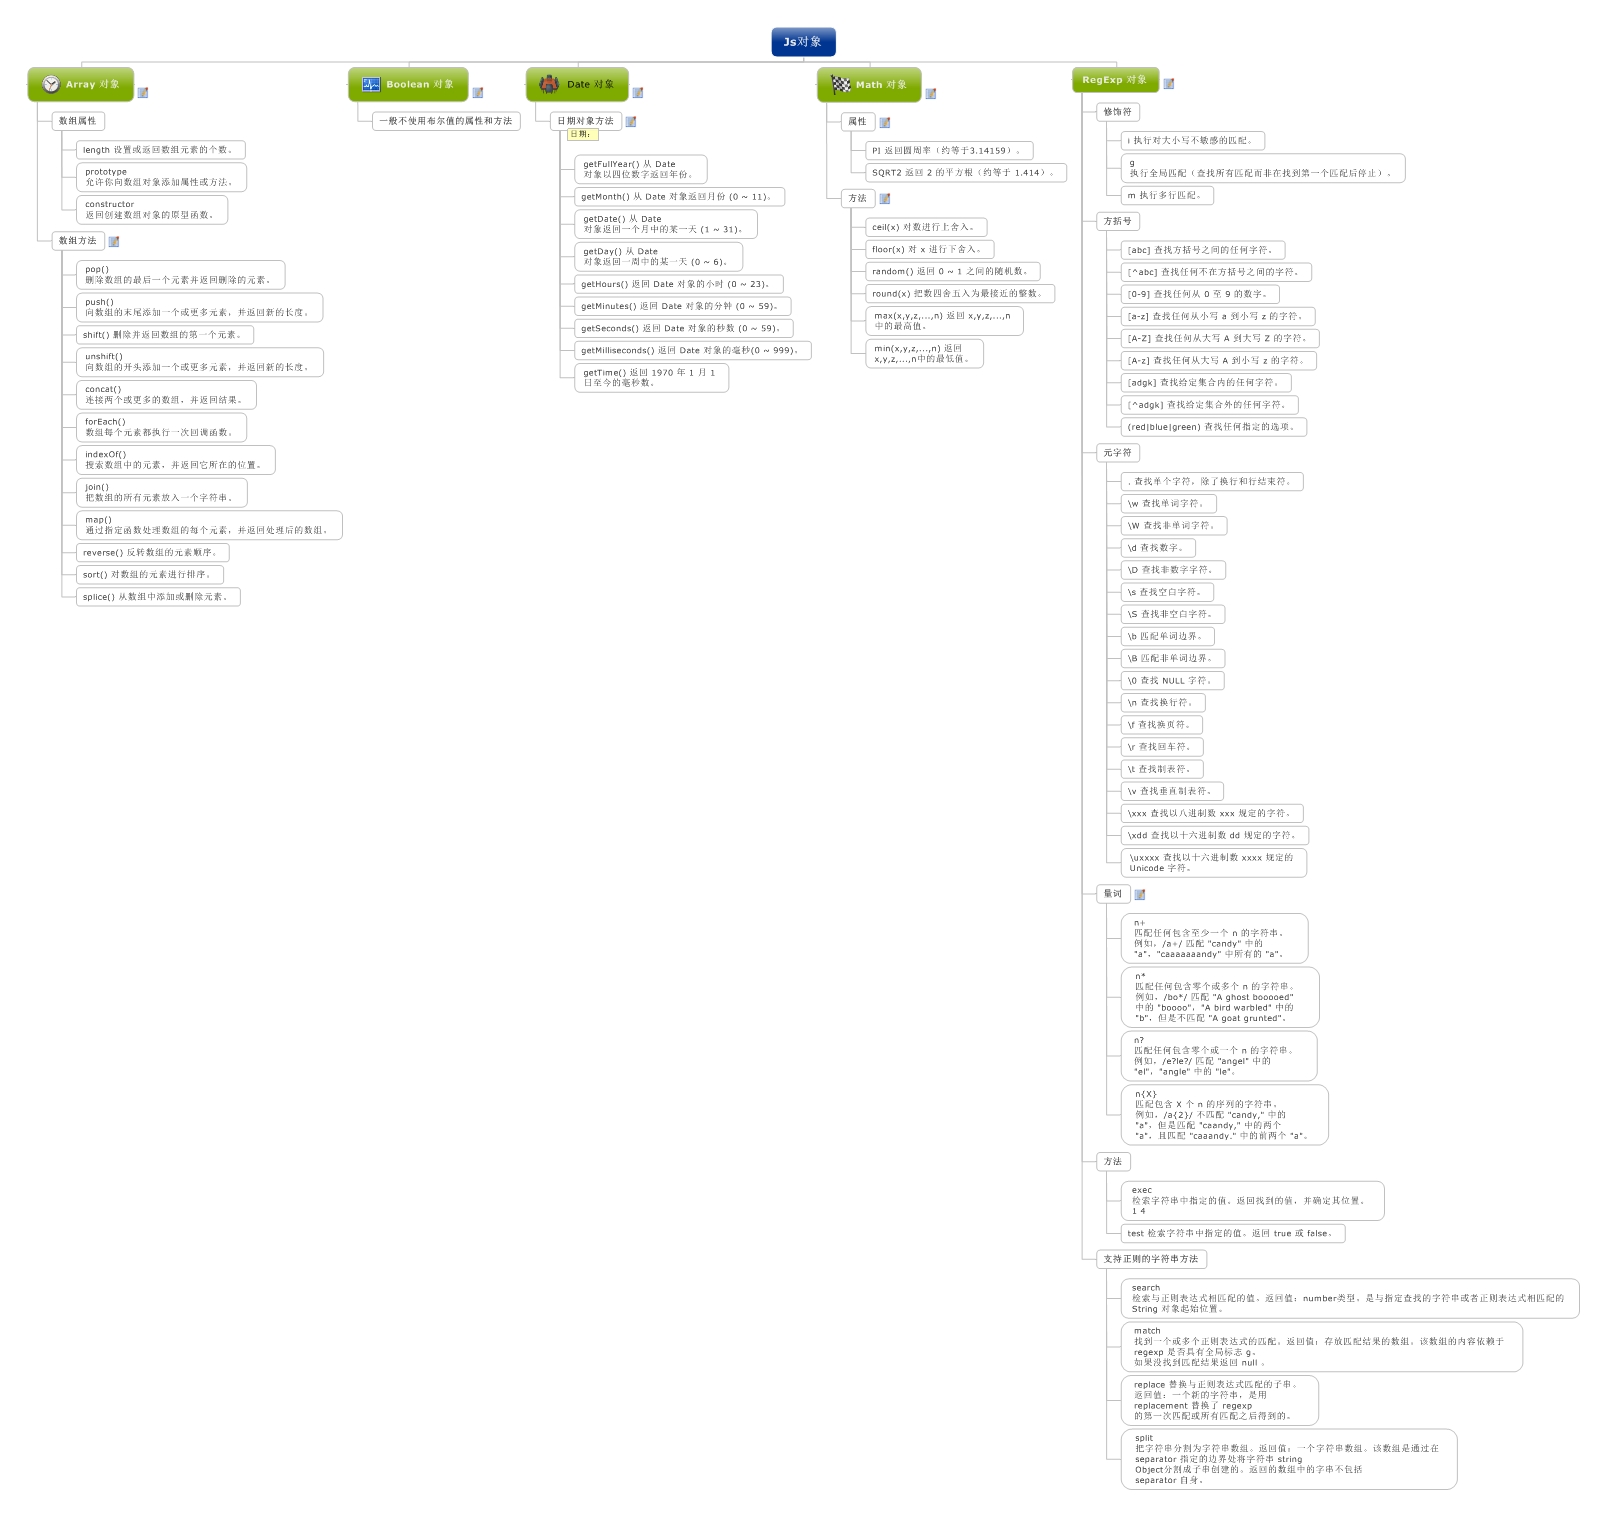 Js对象
Array 对象
数组属性
length 设置或返回数组元素的个数。
prototype
允许你向数组对象添加属性或方法。
constructor
返回创建数组对象的原型函数。
数组方法
pop()
删除数组的最后一个元素并返回删除的元素。
push()
向数组的末尾添加一个或更多元素，并返回新的长度。
shift() 删除并返回数组的第一个元素。
unshift()
向数组的开头添加一个或更多元素，并返回新的长度。
concat()
连接两个或更多的数组，并返回结果。
forEach()
数组每个元素都执行一次回调函数。
indexOf()
搜索数组中的元素，并返回它所在的位置。
join()
把数组的所有元素放入一个字符串。
map()
通过指定函数处理数组的每个元素，并返回处理后的数组。
reverse() 反转数组的元素顺序。
sort() 对数组的元素进行排序。
splice() 从数组中添加或删除元素。
Boolean 对象
一般不使用布尔值的属性和方法
Date 对象
日期对象方法
日期：
getFullYear() 从 Date
对象以四位数字返回年份。
getMonth() 从 Date 对象返回月份 (0 ~ 11)。
getDate() 从 Date
对象返回一个月中的某一天 (1 ~ 31)。
getDay() 从 Date
对象返回一周中的某一天 (0 ~ 6)。
getHours() 返回 Date 对象的小时 (0 ~ 23)。
getMinutes() 返回 Date 对象的分钟 (0 ~ 59)。
getSeconds() 返回 Date 对象的秒数 (0 ~ 59)。
getMilliseconds() 返回 Date 对象的毫秒(0 ~ 999)。
getTime() 返回 1970 年 1 月 1
日至今的毫秒数。
Math 对象
属性
PI 返回圆周率（约等于3.14159）。
SQRT2 返回 2 的平方根（约等于 1.414）。
方法
ceil(x) 对数进行上舍入。
floor(x) 对 x 进行下舍入。
random() 返回 0 ~ 1 之间的随机数。
round(x) 把数四舍五入为最接近的整数。
max(x,y,z,...,n) 返回 x,y,z,...,n
中的最高值。
min(x,y,z,...,n) 返回
x,y,z,...,n中的最低值。
RegExp 对象
修饰符
i 执行对大小写不敏感的匹配。
g
执行全局匹配（查找所有匹配而非在找到第一个匹配后停止）。
m 执行多行匹配。
方括号
[abc] 查找方括号之间的任何字符。
[^abc] 查找任何不在方括号之间的字符。
[0-9] 查找任何从 0 至 9 的数字。
[a-z] 查找任何从小写 a 到小写 z 的字符。
[A-Z] 查找任何从大写 A 到大写 Z 的字符。
[A-z] 查找任何从大写 A 到小写 z 的字符。
[adgk] 查找给定集合内的任何字符。
[^adgk] 查找给定集合外的任何字符。
(red|blue|green) 查找任何指定的选项。
元字符
. 查找单个字符，除了换行和行结束符。
\w 查找单词字符。
\W 查找非单词字符。
\d 查找数字。
\D 查找非数字字符。
\s 查找空白字符。
\S 查找非空白字符。
\b 匹配单词边界。
\B 匹配非单词边界。
\0 查找 NULL 字符。
\n 查找换行符。
\f 查找换页符。
\r 查找回车符。
\t 查找制表符。
\v 查找垂直制表符。
\xxx 查找以八进制数 xxx 规定的字符。
\xdd 查找以十六进制数 dd 规定的字符。
\uxxxx 查找以十六进制数 xxxx 规定的
Unicode 字符。
量词
n+
匹配任何包含至少一个 n 的字符串。
例如，/a+/ 匹配 "candy" 中的
"a"，"caaaaaaandy" 中所有的 "a"。
n*
匹配任何包含零个或多个 n 的字符串。
例如，/bo*/ 匹配 "A ghost booooed"
中的 "boooo"，"A bird warbled" 中的
"b"，但是不匹配 "A goat grunted"。
n?
匹配任何包含零个或一个 n 的字符串。
例如，/e?le?/ 匹配 "angel" 中的
"el"，"angle" 中的 "le"。
n{X}
匹配包含 X 个 n 的序列的字符串。
例如，/a{2}/ 不匹配 "candy," 中的
"a"，但是匹配 "caandy," 中的两个
"a"，且匹配 "caaandy." 中的前两个 "a"。
方法
exec
检索字符串中指定的值。返回找到的值，并确定其位置。
1 4
test 检索字符串中指定的值。返回 true 或 false。
支持正则的字符串方法
search
检索与正则表达式相匹配的值。返回值：number类型。是与指定查找的字符串或者正则表达式相匹配的
String 对象起始位置。
match
找到一个或多个正则表达式的匹配。返回值：存放匹配结果的数组。该数组的内容依赖于
regexp 是否具有全局标志 g。
如果没找到匹配结果返回 null 。
replace 替换与正则表达式匹配的子串。
返回值：一个新的字符串，是用
replacement 替换了 regexp
的第一次匹配或所有匹配之后得到的。
split
把字符串分割为字符串数组。返回值：一个字符串数组。该数组是通过在
separator 指定的边界处将字符串 string
Object分割成子串创建的。返回的数组中的字串不包括
separator 自身。